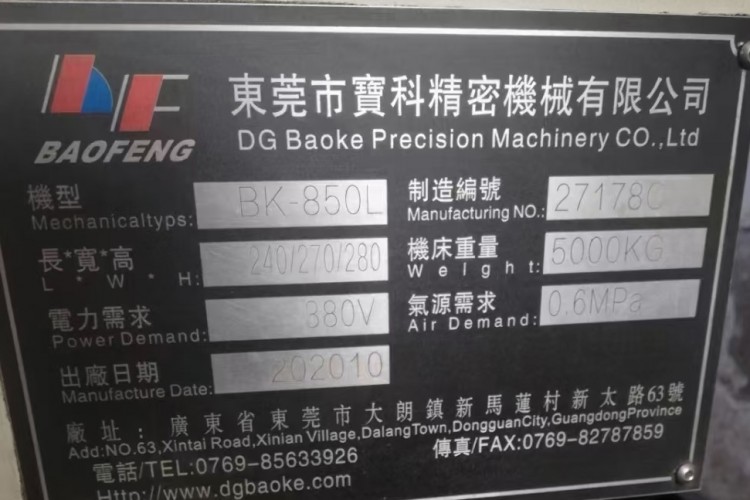 BAOFENG
東莞市寶科精密機械有限公司
DG Baoke Precision Machinery CO.,Ltd
機型
Mechanicaltyps: BK-850L
制造編號
Manufacturing NO.: 27178C
長*寬*高
L * W * H: 240/270/280
機床重量
Weight: 5000KG
電力需求
Power Demand: 380V
氣源需求
Air Demand: 0.6MPa
出廠日期
Manufacture Date: 202010
廠址：廣東省東莞市大朗鎮新馬蓮村新太路63號
Add:NO.63,Xintai Road,Xinian Village,DalangTown,DongguanCity,GuangdongProvince
電話/TEL:0769-85633926
傳真/FAX:0769-82787859
Http://www.dgbaoke.com